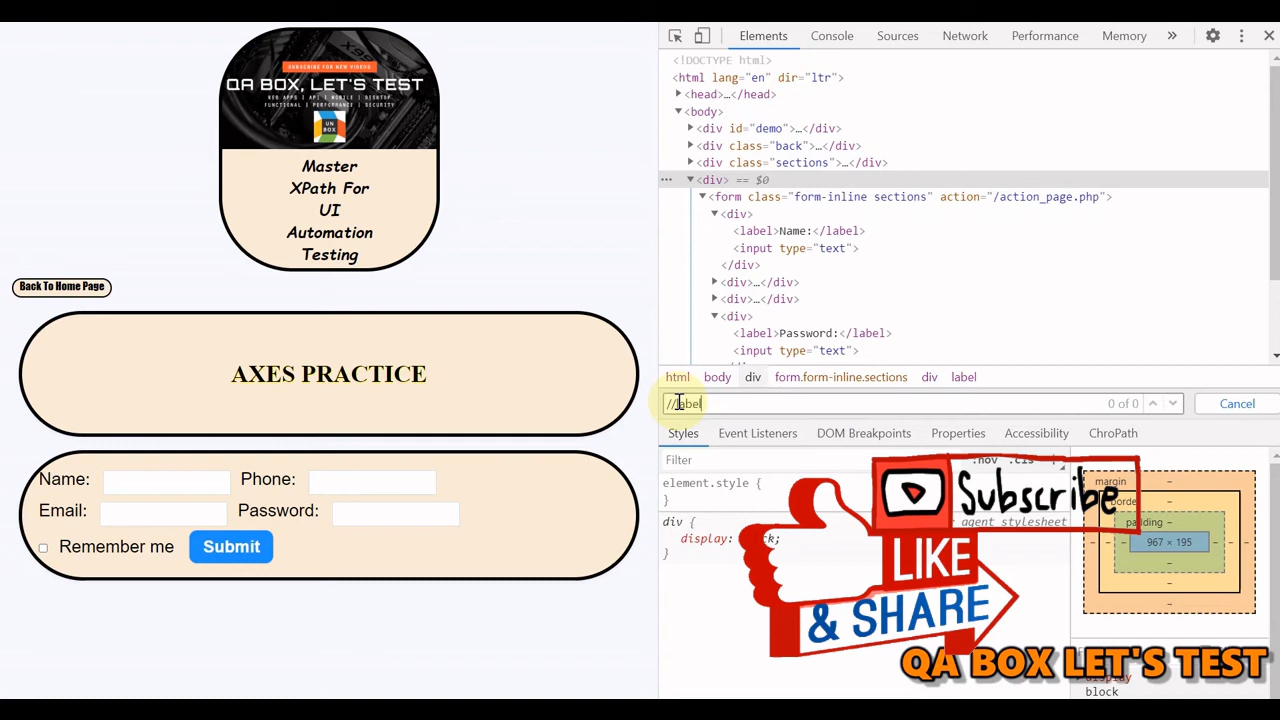 SUBSCRIBE FOR NEW VIDEOS
QA BOX, LET'S TEST
WEB APPS | API | MOBILE | DESKTOP
FUNCTIONAL | PERFORMANCE | SECURITY
UN
BOX
Master
XPath For
UI
Automation
Testing
Back To Home Page
AXES PRACTICE
Name:
Phone:
Email:
Password:
Remember me
Submit
Elements
Console
Sources
Network
Performance
Memory
»
<!DOCTYPE html>
<html lang="en" dir="ltr">
<head>…</head>
<body>
<div id="demo">…</div>
<div class="back">…</div>
<div class="sections">…</div>
<div> == $0
<form class="form-inline sections" action="/action_page.php">
<div>
<label>Name:</label>
<input type="text">
</div>
<div>…</div>
<div>…</div>
<div>
<label>Password:</label>
<input type="text">
html
body
div
form.form-inline.sections
div
label
//label
0 of 0
Cancel
Styles
Event Listeners
DOM Breakpoints
Properties
Accessibility
ChroPath
Filter
:hov .cls +
element.style {
}
div {
agent stylesheet
display:
}
margin
–
padding
–
967 × 195
Subscribe
LIKE
& SHARE
QA BOX LET'S TEST
display
block